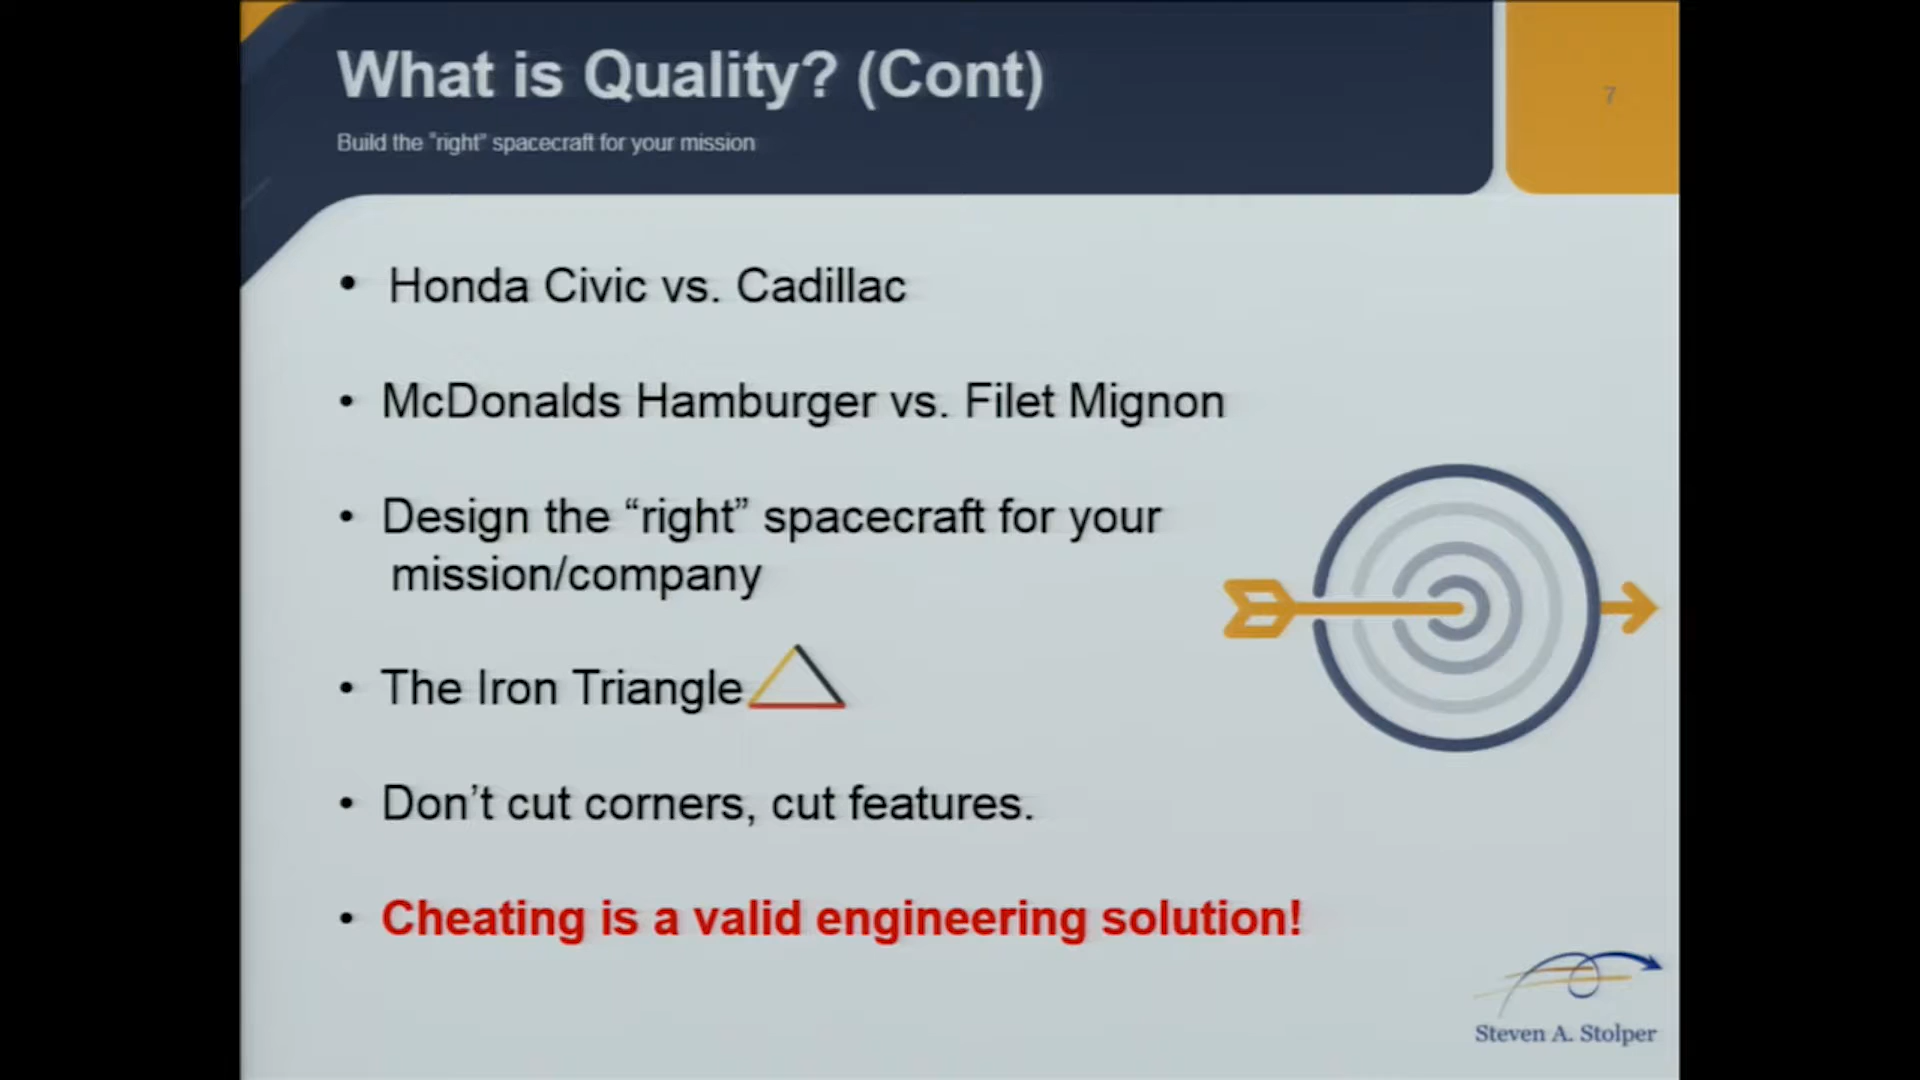 What is Quality? (Cont)
7
Build the "right" spacecraft for your mission
• Honda Civic vs. Cadillac
• McDonalds Hamburger vs. Filet Mignon
• Design the “right” spacecraft for your
mission/company
• The Iron Triangle
• Don’t cut corners, cut features.
• Cheating is a valid engineering solution!
Steven A. Stolper